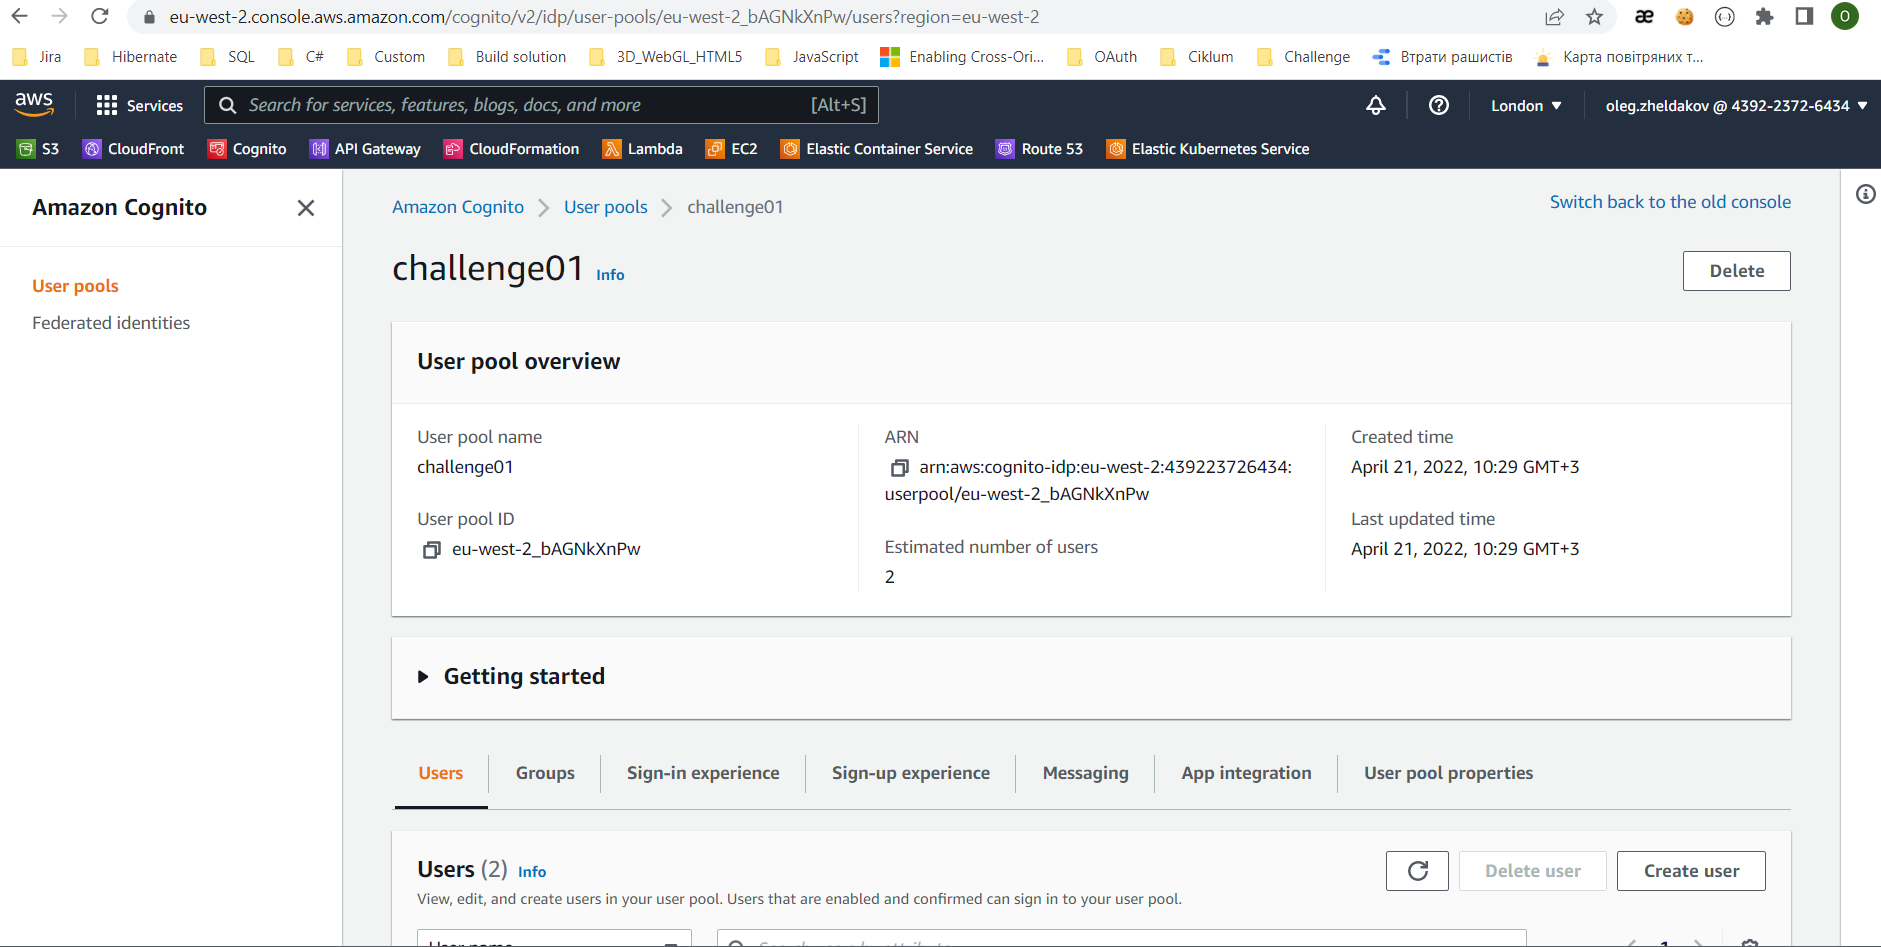 eu-west-2.console.aws.amazon.com/cognito/v2/idp/user-pools/eu-west-2_bAGNkXnPw/users?region=eu-west-2
æ
O
Jira Hibernate SQL C# Custom Build solution 3D_WebGL_HTML5 JavaScript Enabling Cross-Ori... OAuth Ciklum Challenge Втрати рашистів Карта повітряних т...
aws Services Search for services, features, blogs, docs, and more [Alt+S] London oleg.zheldakov @ 4392-2372-6434
S3 CloudFront Cognito API Gateway CloudFormation Lambda EC2 Elastic Container Service Route 53 Elastic Kubernetes Service
Amazon Cognito
User pools
Federated identities
Amazon Cognito User pools challenge01
Switch back to the old console
challenge01 Info
Delete
User pool overview
User pool name
challenge01
User pool ID
eu-west-2_bAGNkXnPw
ARN
arn:aws:cognito-idp:eu-west-2:439223726434:
userpool/eu-west-2_bAGNkXnPw
Estimated number of users
2
Created time
April 21, 2022, 10:29 GMT+3
Last updated time
April 21, 2022, 10:29 GMT+3
Getting started
Users Groups Sign-in experience Sign-up experience Messaging App integration User pool properties
Users (2) Info
Delete user Create user
View, edit, and create users in your user pool. Users that are enabled and confirmed can sign in to your user pool.
User name
1